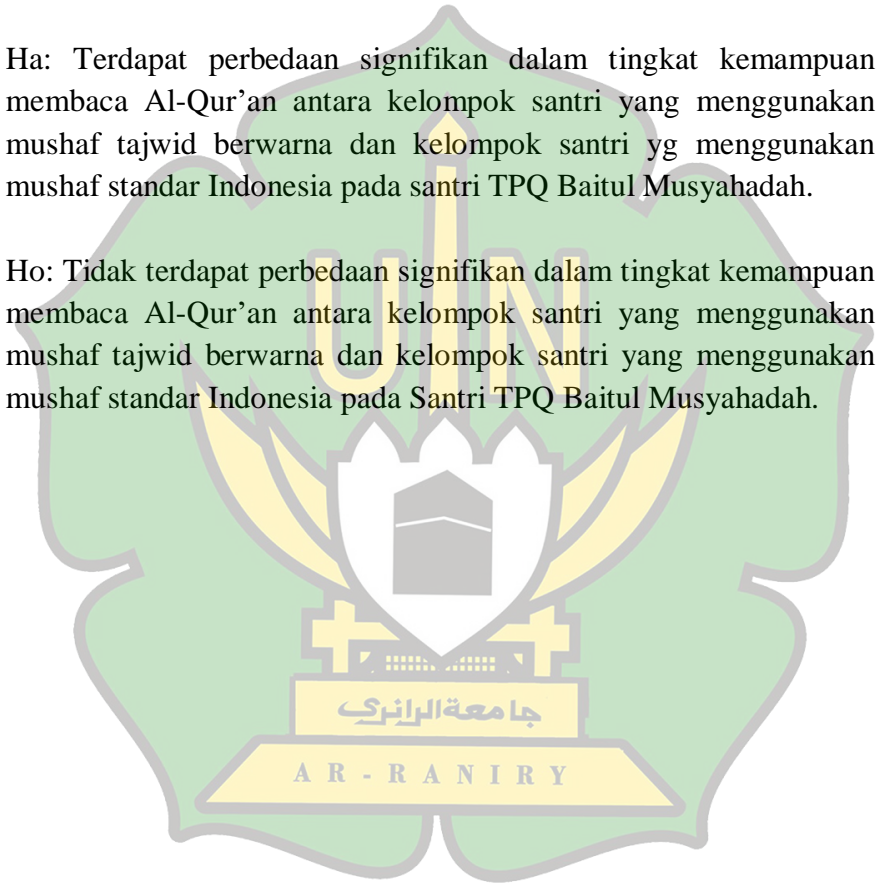 Ha: Terdapat perbedaan signifikan dalam tingkat kemampuan
membaca Al-Qur’an antara kelompok santri yang menggunakan
mushaf tajwid berwarna dan kelompok santri yg menggunakan
mushaf standar Indonesia pada santri TPQ Baitul Musyahadah.
Ho: Tidak terdapat perbedaan signifikan dalam tingkat kemampuan
membaca Al-Qur’an antara kelompok santri yang menggunakan
mushaf tajwid berwarna dan kelompok santri yang menggunakan
mushaf standar Indonesia pada Santri TPQ Baitul Musyahadah.
UIN
جامعةالرانري
AR-RANIRY